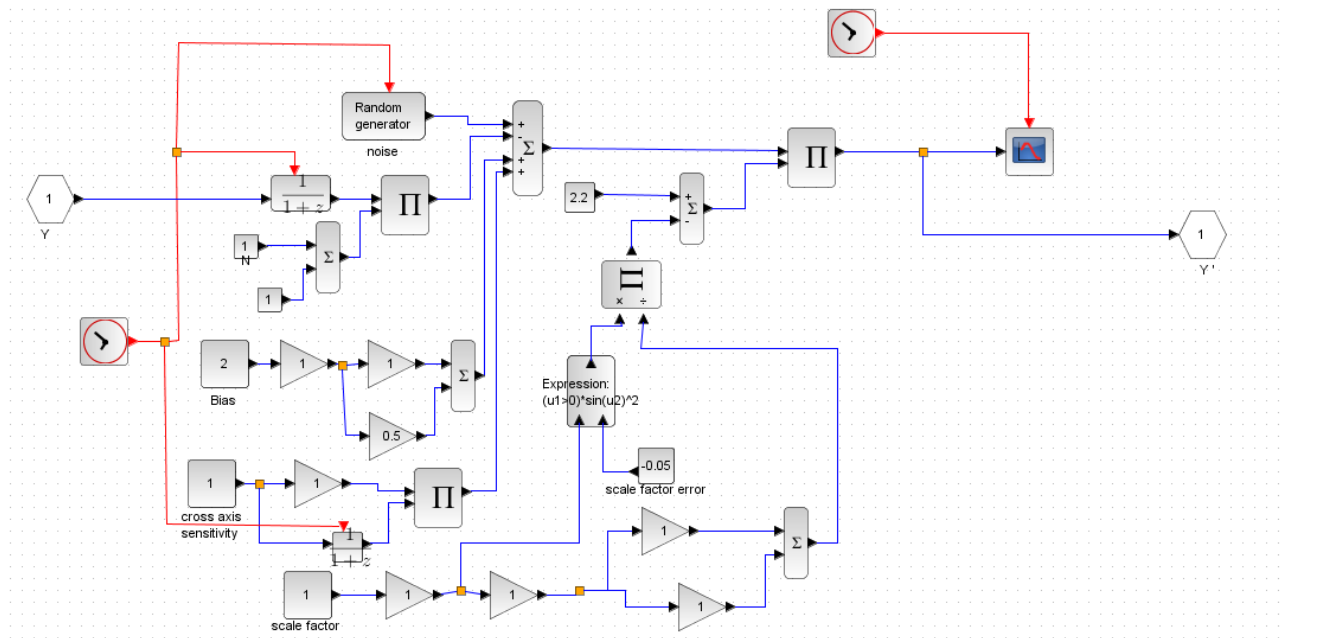 Random
generator
noise
+
-
Σ
+
+
1
Y
1
1 + z
Π
Π
2.2
+
Σ
-
1
N
Σ
1
1
Y '
× ÷
2
Bias
1
1
Σ
0.5
Expression:
(u1>0)*sin(u2)^2
-0.05
scale factor error
1
cross axis
sensitivity
1
Π
1
1 + z
1
Σ
1
scale factor
1
1
1